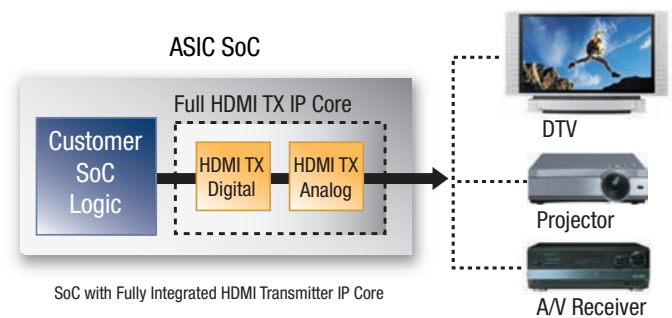 ASIC SoC
Full HDMI TX IP Core
Customer
SoC
Logic
HDMI TX
Digital
HDMI TX
Analog
DTV
Projector
A/V Receiver
SoC with Fully Integrated HDMI Transmitter IP Core